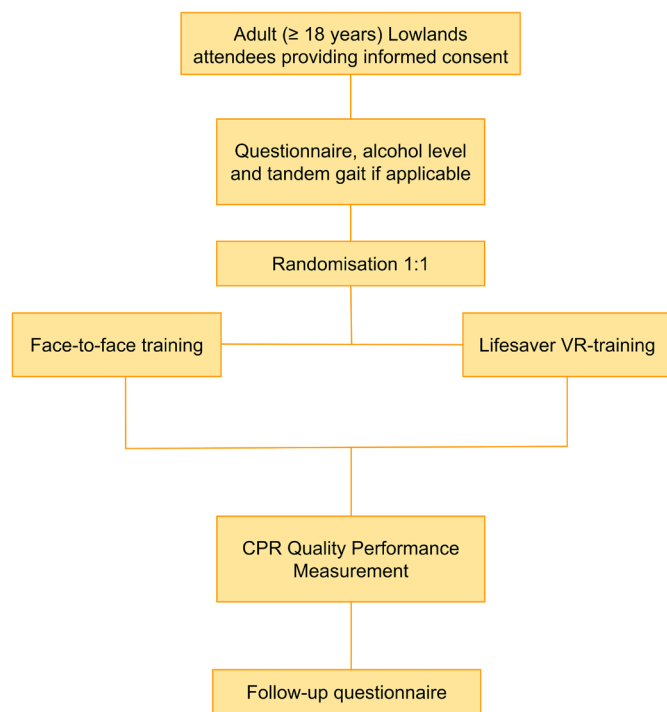 Adult (≥ 18 years) Lowlands
attendees providing informed consent
Questionnaire, alcohol level
and tandem gait if applicable
Randomisation 1:1
Face-to-face training
Lifesaver VR-training
CPR Quality Performance
Measurement
Follow-up questionnaire